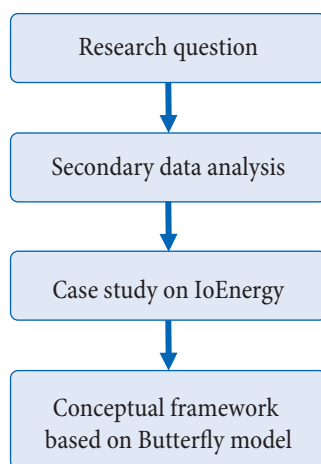 Research question
Secondary data analysis
Case study on IoEnergy
Conceptual framework
based on Butterfly model